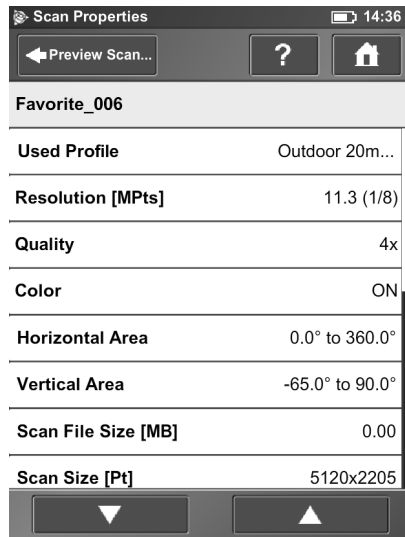 Scan Properties 14:36
Preview Scan... ?
Favorite_006
Used Profile Outdoor 20m...
Resolution [MPts] 11.3 (1/8)
Quality 4x
Color ON
Horizontal Area 0.0° to 360.0°
Vertical Area -65.0° to 90.0°
Scan File Size [MB] 0.00
Scan Size [Pt] 5120x2205